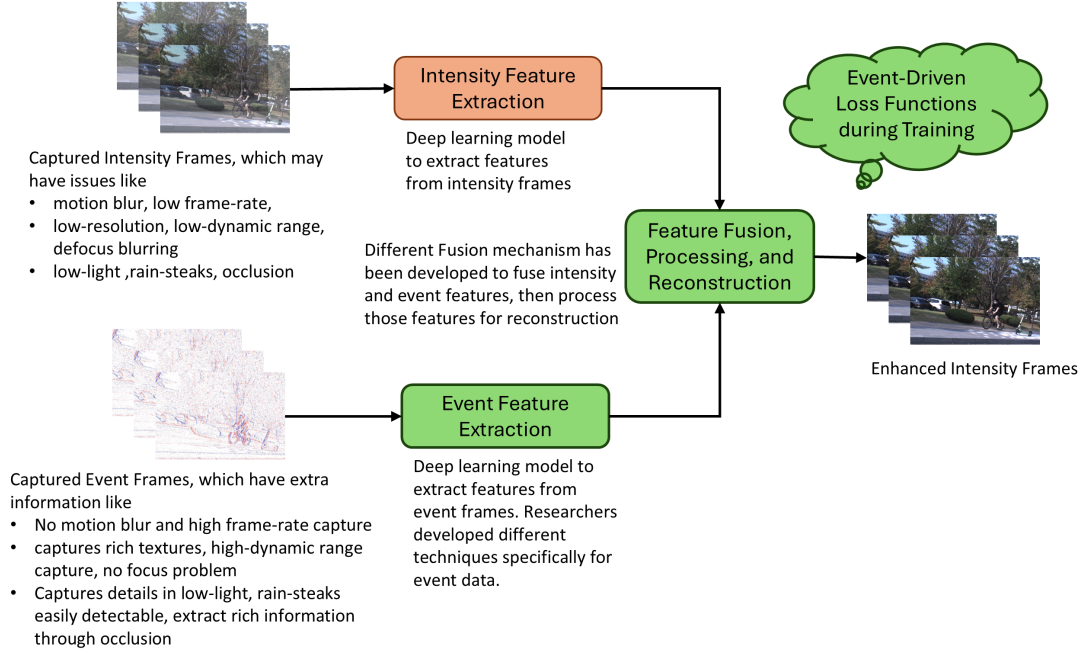 Intensity Feature
Extraction
Deep learning model
to extract features
from intensity frames
Event-Driven
Loss Functions
during Training
Captured Intensity Frames, which may
have issues like
• motion blur, low frame-rate,
• low-resolution, low-dynamic range,
defocus blurring
• low-light ,rain-steaks, occlusion
Different Fusion mechanism has
been developed to fuse intensity
and event features, then process
those features for reconstruction
Feature Fusion,
Processing, and
Reconstruction
Enhanced Intensity Frames
Event Feature
Extraction
Deep learning model to
extract features from
event frames. Researchers
developed different
techniques specifically for
event data.
Captured Event Frames, which have extra
information like
• No motion blur and high frame-rate capture
• captures rich textures, high-dynamic range
capture, no focus problem
• Captures details in low-light, rain-steaks
easily detectable, extract rich information
through occlusion